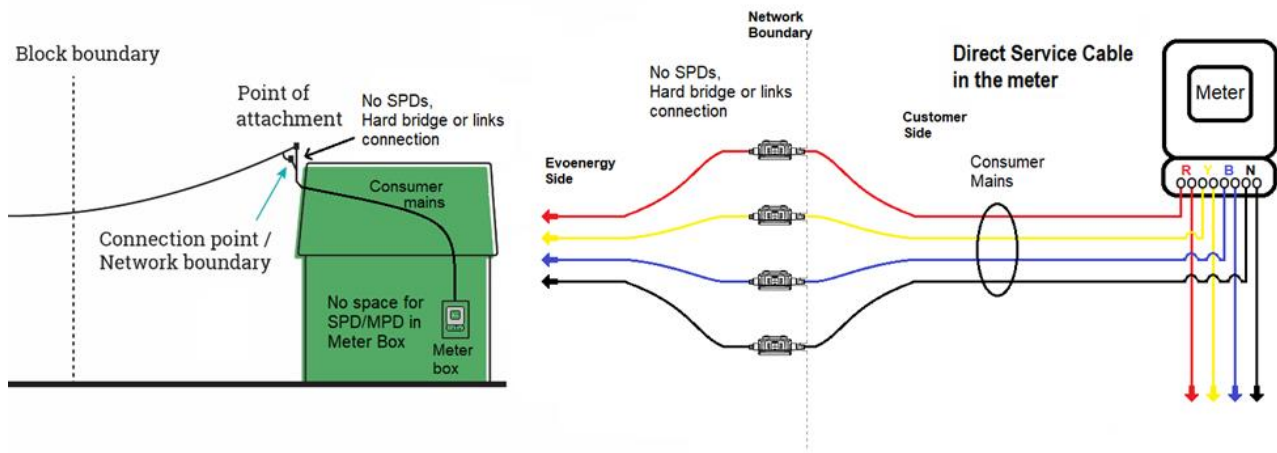 Block boundary
Point of
attachment
No SPDs,
Hard bridge or links
connection
Consumer
mains
Connection point /
Network boundary
No space for
SPD/MPD in
Meter Box
Meter
box
Network
Boundary
No SPDs,
Hard bridge or links
connection
Direct Service Cable
in the meter
Meter
Customer
Side
Evoenergy
Side
Consumer
Mains
R Y B N